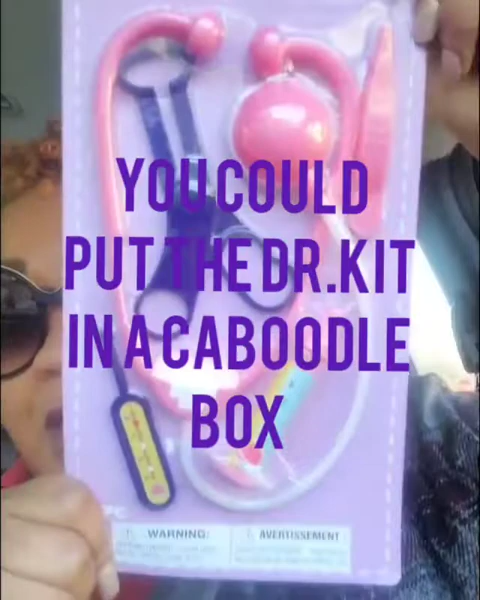 YOU COULD
PUT THE DR.KIT
IN A CABOODLE
BOX
WARNING:
AVERTISSEMENT